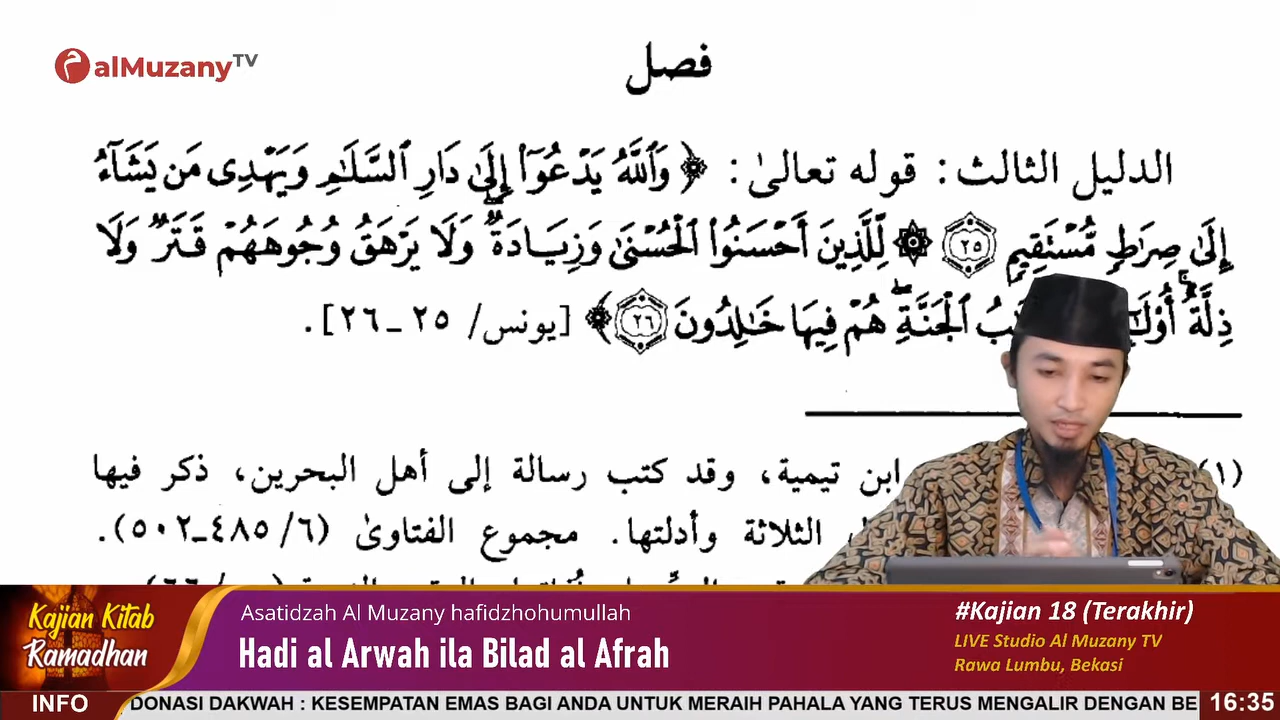 almuzanyTV
فصل
الدليل الثالث: قوله تعالىٰ: ﴿ وَٱللَّهُ يَدْعُوٓا۟ إِلَىٰ دَارِ ٱلسَّلَٰمِ وَيَهْدِى مَن يَشَآءُ
إِلَىٰ صِرَٰطٍ مُّسْتَقِيمٍ ٢٥ ۞ لِّلَّذِينَ أَحْسَنُوا۟ ٱلْحُسْنَىٰ وَزِيَادَةٌ ۖ وَلَا يَرْهَقُ وُجُوهَهُمْ قَتَرٌ وَلَا
ذِلَّةٌ ۚ هُمْ فِيهَا خَٰلِدُونَ ٢٦ ﴾ [يونس/ ٢٥ـ٢٦].
ابن تيمية، وقد كتب رسالة إلى أهل البحرين، ذكر فيها
الثلاثة وأدلتها. مجموع الفتاوىٰ (٦/ ٤٨٥ـ٥٠٢).
Kajian Kitab
Ramadhan
Asatidzah Al Muzany hafidzhohumullah
Hadi al Arwah ila Bilad al Afrah
#Kajian 18 (Terakhir)
LIVE Studio Al Muzany TV
Rawa Lumbu, Bekasi
INFO DONASI DAKWAH : KESEMPATAN EMAS BAGI ANDA UNTUK MERAIH PAHALA YANG TERUS MENGALIR DENGAN BE 16:35